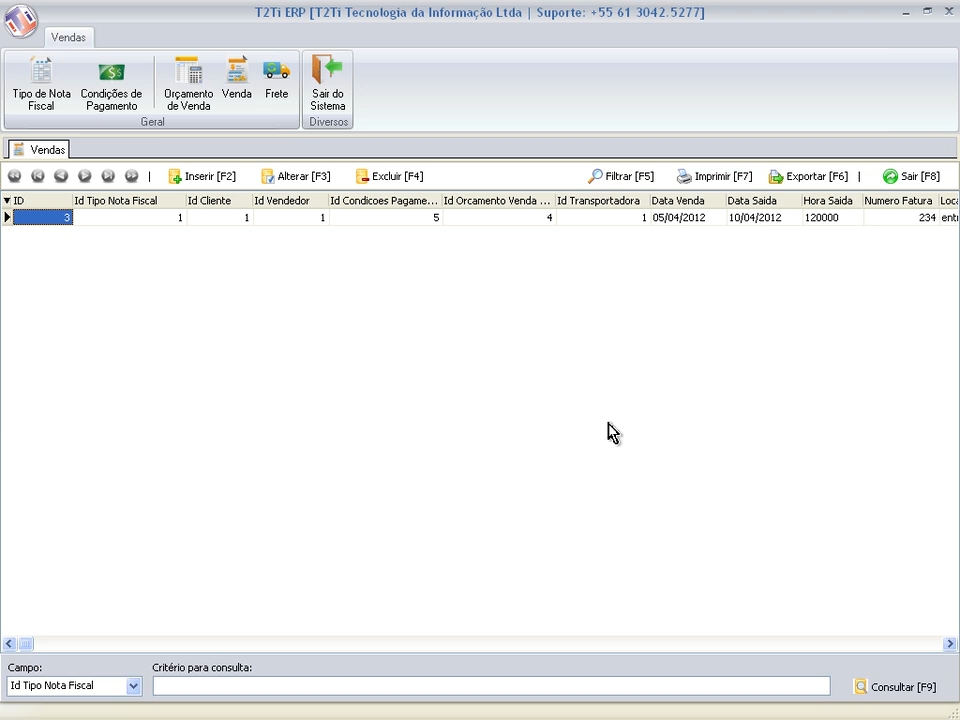 T2Ti ERP [T2Ti Tecnologia da Informação Ltda | Suporte: +55 61 3042.5277]
Vendas
Tipo de Nota Fiscal
Condições de Pagamento
Orçamento de Venda
Venda
Frete
Sair do Sistema
Geral
Diversos
Vendas
Inserir [F2] Alterar [F3] Excluir [F4] Filtrar [F5] Imprimir [F7] Exportar [F6] Sair [F8]
ID Id Tipo Nota Fiscal Id Cliente Id Vendedor Id Condicoes Pagame... Id Orcamento Venda ... Id Transportadora Data Venda Data Saida Hora Saida Numero Fatura Loca
3 1 1 1 5 4 1 05/04/2012 10/04/2012 120000 234 entr
Campo: Critério para consulta:
Id Tipo Nota Fiscal Consultar [F9]